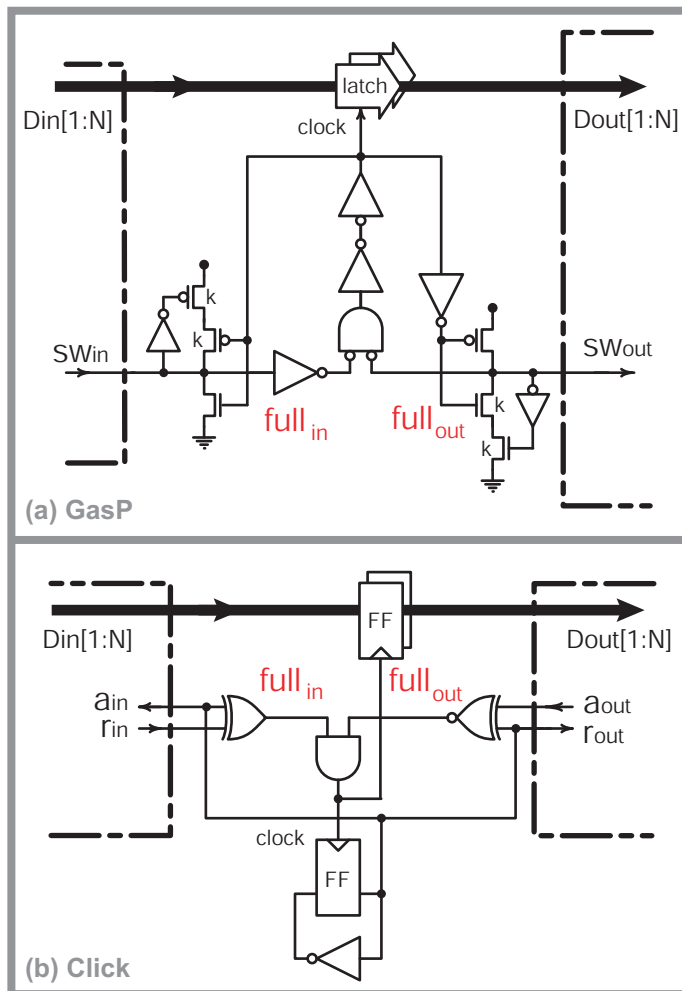 latch
Din[1:N]
clock
Dout[1:N]
k
k
SWin
SWout
full in
full out
k
k
(a) GasP
FF
Din[1:N]
Dout[1:N]
full in
full out
ain
aout
rin
rout
clock
FF
(b) Click